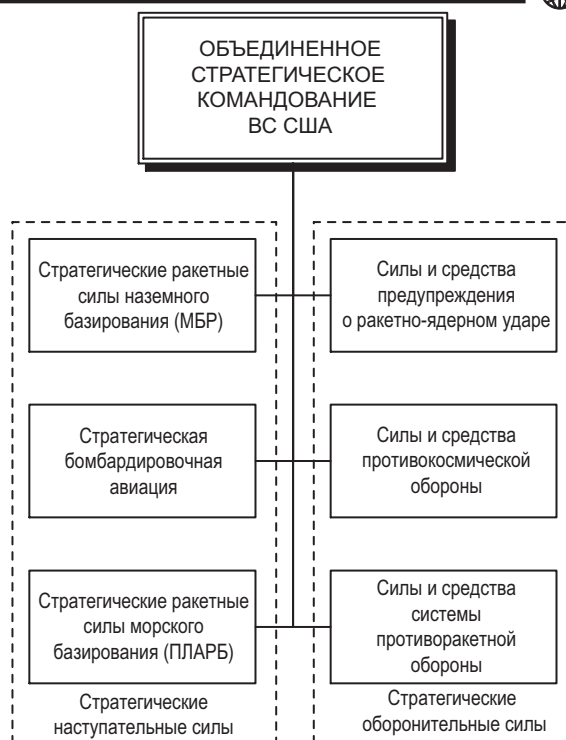 ОБЪЕДИНЕННОЕ
СТРАТЕГИЧЕСКОЕ
КОМАНДОВАНИЕ
ВС США
Стратегические ракетные
силы наземного
базирования (МБР)
Силы и средства
предупреждения
о ракетно-ядерном ударе
Стратегическая
бомбардировочная
авиация
Силы и средства
противокосмической
обороны
Стратегические ракетные
силы морского
базирования (ПЛАРБ)
Силы и средства
системы
противоракетной
обороны
Стратегические
наступательные силы
Стратегические
оборонительные силы